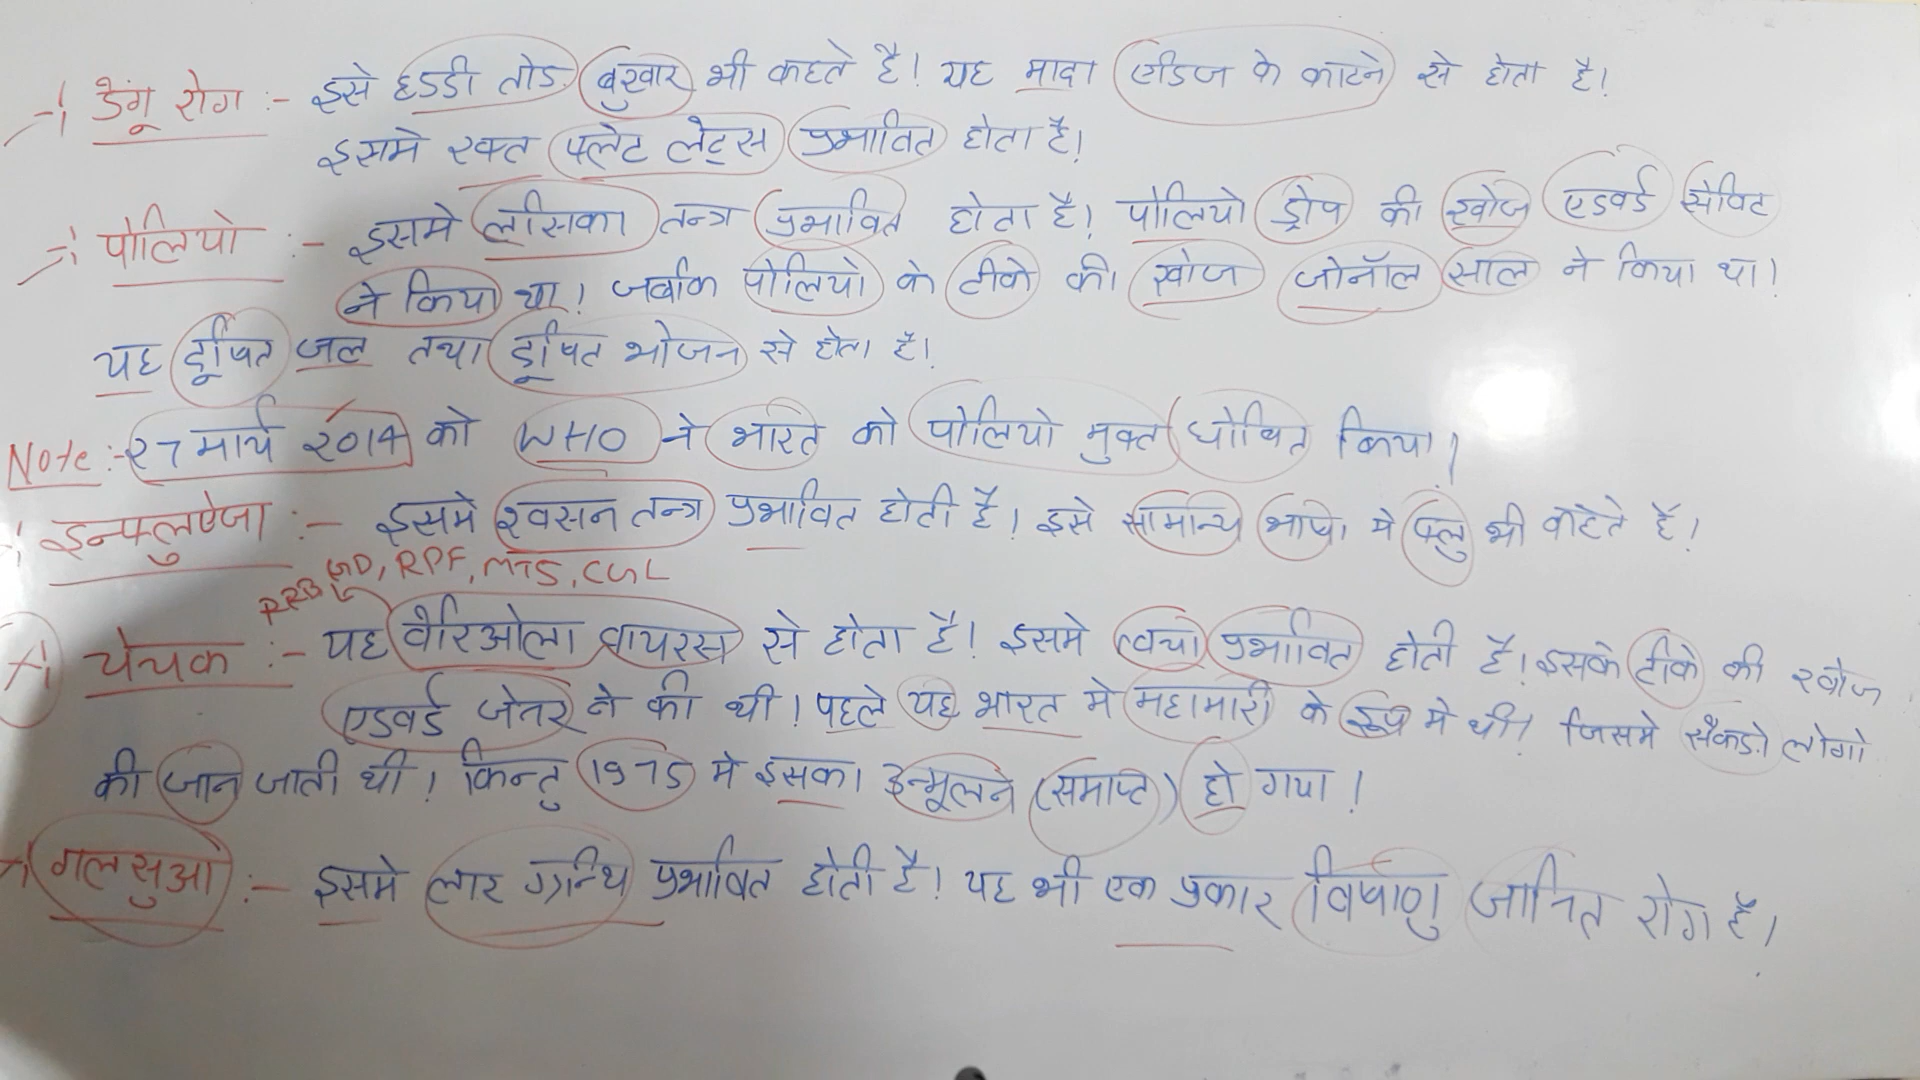 डेंगू रोग :- इसे हड्डी तोड बुखार भी कहते है! यह मादा एडिज के काटने से होता है!
इसमे रक्त प्लेट लेट्स प्रभावित होता है!
पोलियो :- इसमे लसिका तन्त्र प्रभावित होता है! पोलियो ड्रोप की खोज एडवर्ड सेविट
ने किया था! जबकि पोलियो के टीके की खोज जोनॉल साल ने किया था!
यह दूषित जल तथा दूषित भोजन से होता है!
Note :- 27 मार्च 2014 को WHO ने भारत को पोलियो मुक्त घोषित किया!
इन्फ्लुऐंजा :- इसमे श्वसन तन्त्र प्रभावित होती है! इसे सामान्य भाषा मे फ्लु भी कहेते है!
RRB GD, RPF, MTS, CGL
चेचक :- यह वेरिओला वायरस से होता है! इसमे त्वचा प्रभावित होती है! इसके टीके की खोज
एडवर्ड जेनर ने की थी! पहले यह भारत मे महामारी के रूप मे थी! जिसमे सैंकडो लोगो
की जान जाती थी! किन्तु 1975 मे इसका उन्मूलन (समाप्ति) हो गया!
गलसुआ :- इसमे लार ग्रन्थि प्रभावित होती है! यह भी एक प्रकार विषाणु जनित रोग है!